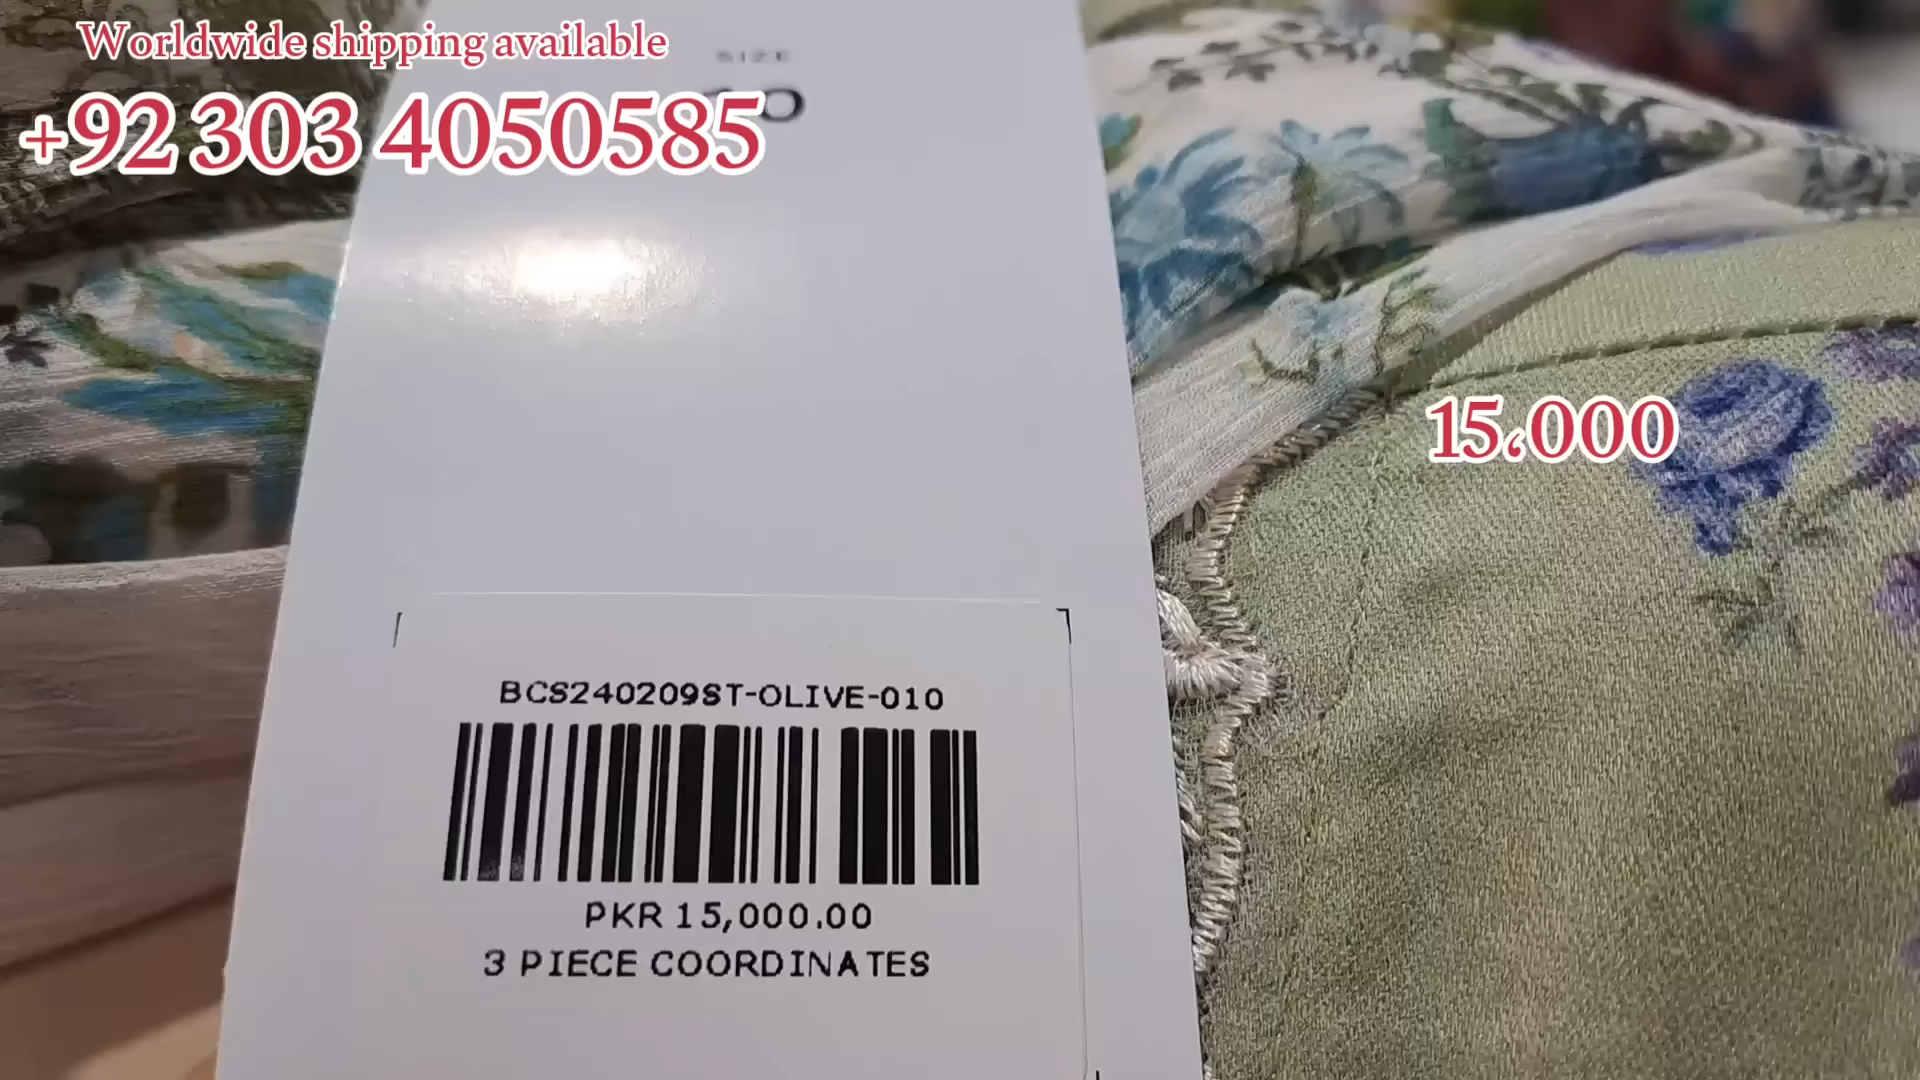 Worldwide shipping available
SIZE
+92 303 4050585
15،000
BCS240209ST-OLIVE-010
PKR 15,000.00
3 PIECE COORDINATES